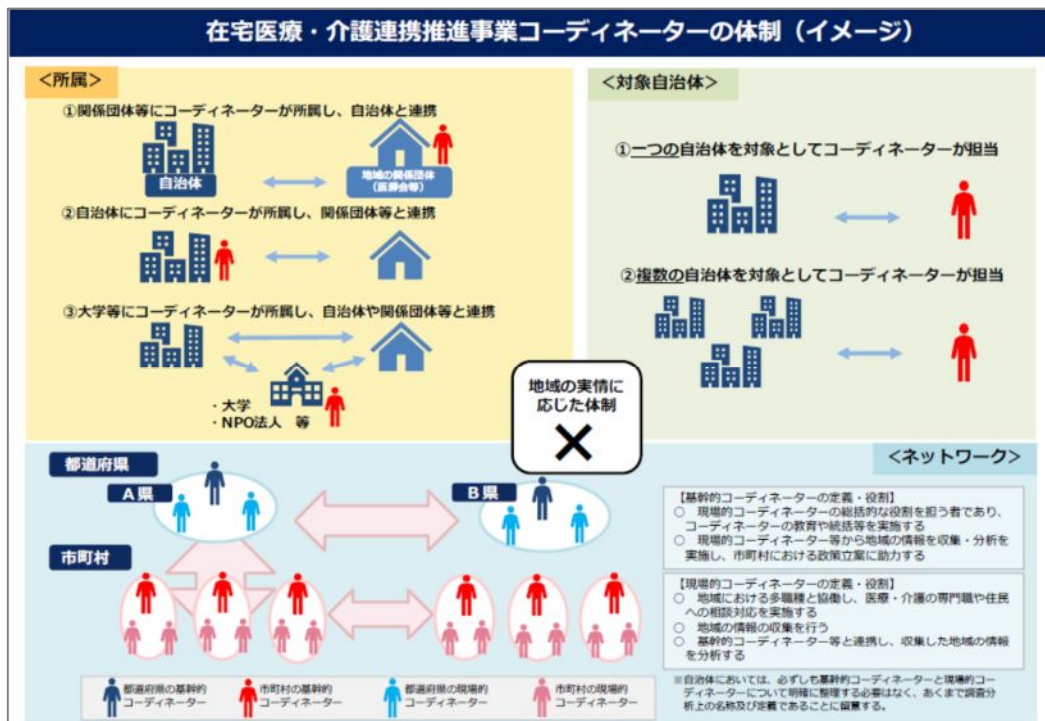 在宅医療・介護連携推進事業コーディネーターの体制（イメージ）
＜所属＞
①関係団体等にコーディネーターが所属し、自治体と連携
自治体
地域の関係団体
（医師会等）
②自治体にコーディネーターが所属し、関係団体等と連携
③大学等にコーディネーターが所属し、自治体や関係団体等と連携
・大学
・NPO法人　等
＜対象自治体＞
①一つの自治体を対象としてコーディネーターが担当
②複数の自治体を対象としてコーディネーターが担当
地域の実情に
応じた体制
×
＜ネットワーク＞
都道府県
A県
B県
市町村
【基幹的コーディネーターの定義・役割】
○　現場的コーディネーターの総括的な役割を担う者であり、
コーディネーターの教育や統括等を実施する
○　現場的コーディネーター等から地域の情報を収集・分析を
実施し、市町村における政策立案に助力する
【現場的コーディネーターの定義・役割】
○　地域における多職種と協働し、医療・介護の専門職や住民
への相談対応を実施する
○　地域の情報の収集を行う
○　基幹的コーディネーター等と連携し、収集した地域の情報
を分析する
※自治体においては、必ずしも基幹的コーディネーターと現場的コー
ディネーターについて明確に整理する必要はなく、あくまで調査分
析上の名称及び定義であることに留意する。
都道府県の基幹的
コーディネーター
市町村の基幹的
コーディネーター
都道府県の現場的
コーディネーター
市町村の現場的
コーディネーター